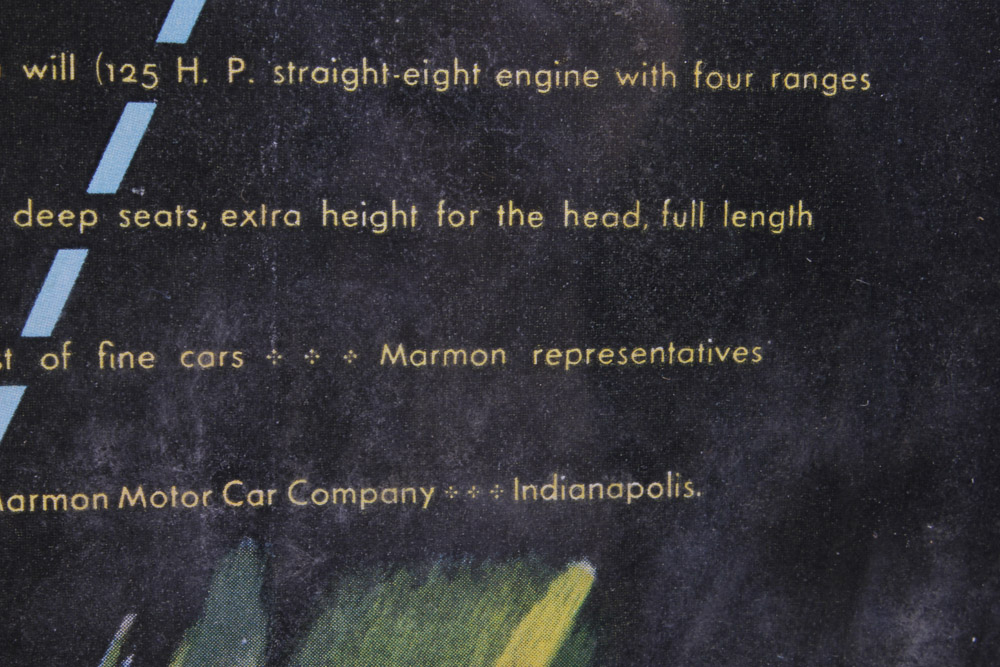 will (125 H. P. straight-eight engine with four ranges
deep seats, extra height for the head, full length
of fine cars ⁘ ⁘ ⁘ Marmon representatives
Marmon Motor Car Company ⁘ ⁘ ⁘ Indianapolis.